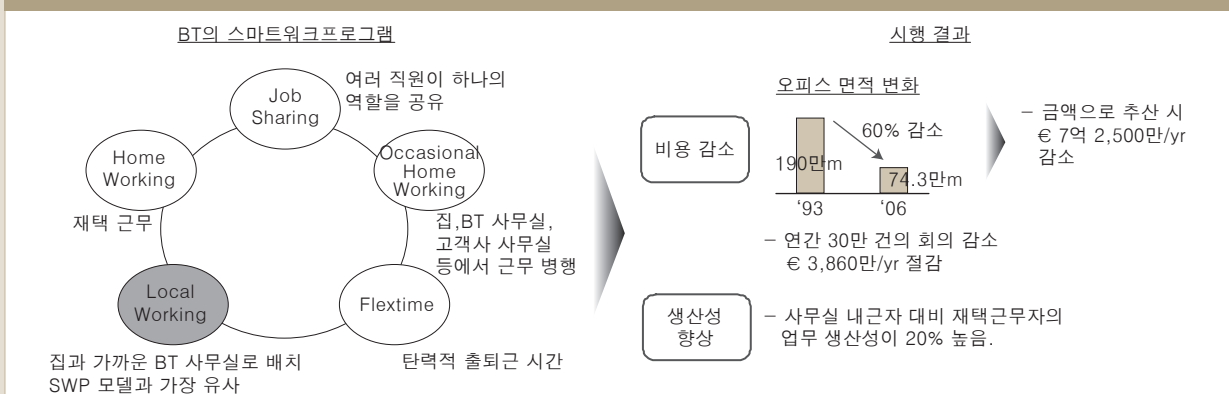 BT의 스마트워크프로그램
Job
Sharing
여러 직원이 하나의
역할을 공유
Home
Working
재택 근무
Occasional
Home
Working
집,BT 사무실,
고객사 사무실
등에서 근무 병행
Local
Working
집과 가까운 BT 사무실로 배치
SWP 모델과 가장 유사
Flextime
탄력적 출퇴근 시간
시행 결과
비용 감소
오피스 면적 변화
60% 감소
190만m
74.3만m
‘93
‘06
– 금액으로 추산 시
€ 7억 2,500만/yr
감소
– 연간 30만 건의 회의 감소
€ 3,860만/yr 절감
생산성
향상
– 사무실 내근자 대비 재택근무자의
업무 생산성이 20% 높음.